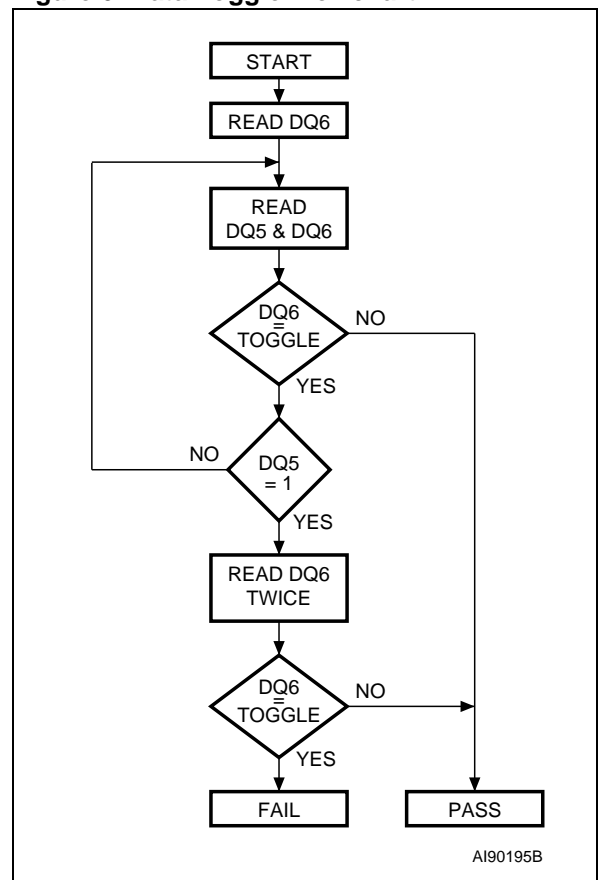 START
READ DQ6
READ
DQ5 & DQ6
DQ6
=
TOGGLE
NO
YES
NO
DQ5
= 1
YES
READ DQ6
TWICE
DQ6
=
TOGGLE
NO
YES
FAIL
PASS
AI90195B